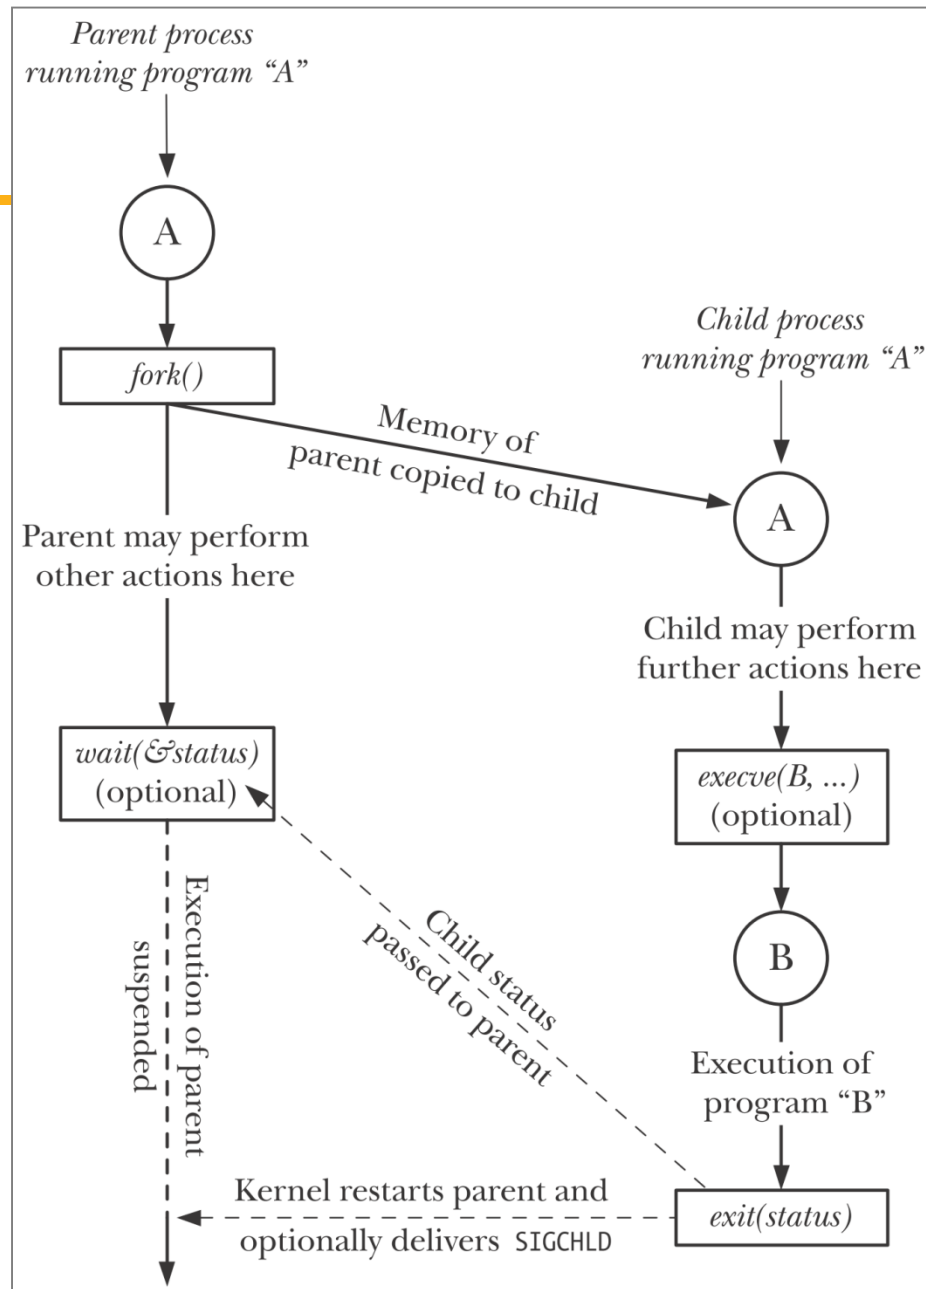 Parent process
running program “A”
A
fork()
Child process
running program “A”
Memory of
parent copied to child
A
Parent may perform
other actions here
Child may perform
further actions here
wait(&status)
(optional)
execve(B, ...)
(optional)
Execution of parent
suspended
Child status
passed to parent
B
Execution of
program “B”
Kernel restarts parent and
optionally delivers SIGCHLD
exit(status)